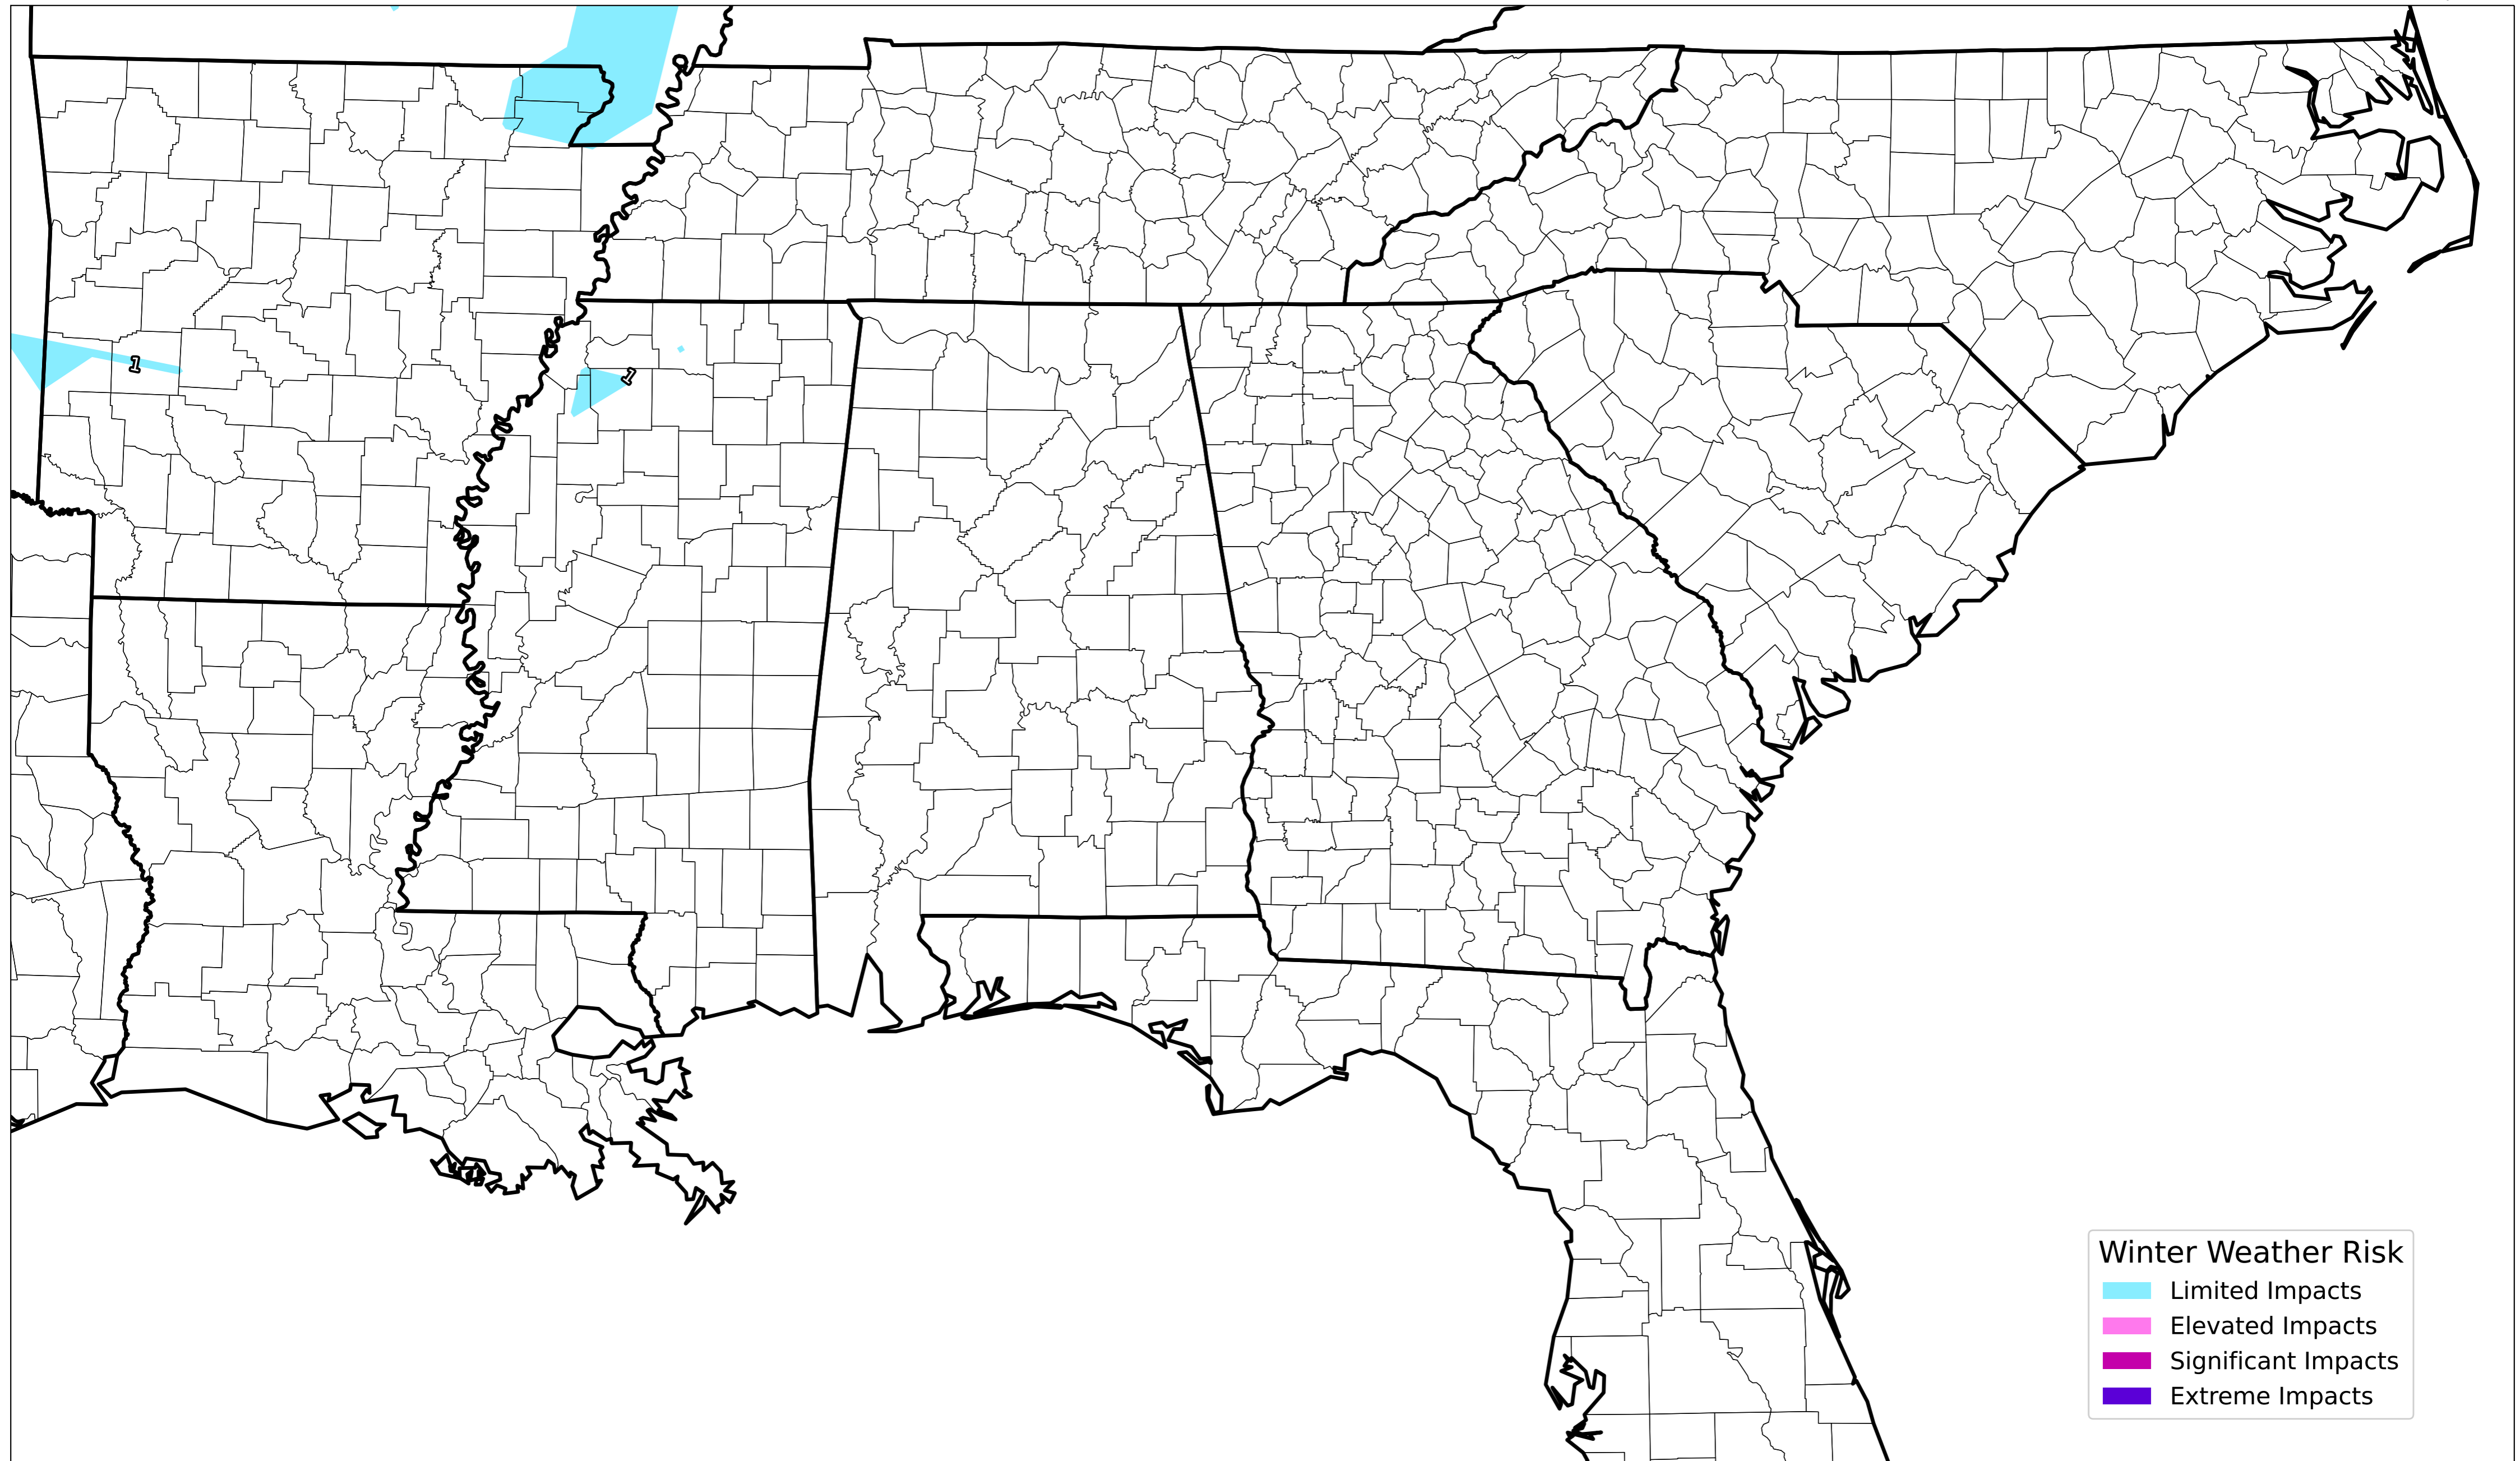 1
1
Winter Weather Risk
Limited Impacts
Elevated Impacts
Significant Impacts
Extreme Impacts